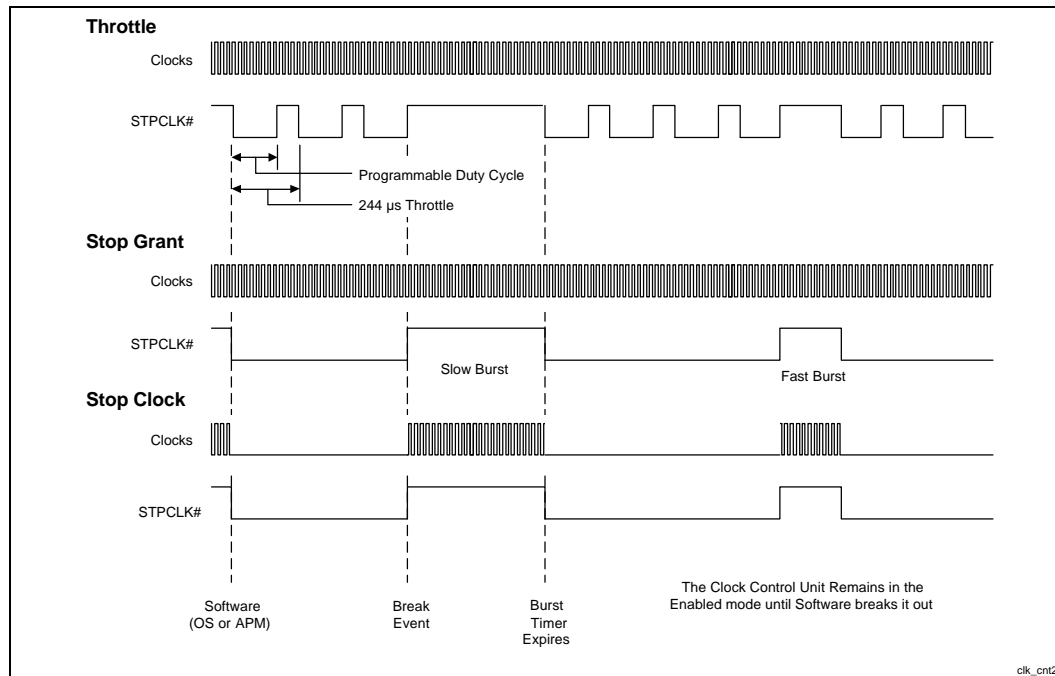 Throttle
Clocks
STPCLK#
Programmable Duty Cycle
244 µs Throttle
Stop Grant
Clocks
STPCLK#
Slow Burst
Fast Burst
Stop Clock
Clocks
STPCLK#
Software
(OS or APM)
Break
Event
Burst
Timer
Expires
The Clock Control Unit Remains in the
Enabled mode until Software breaks it out
clk_cnt2